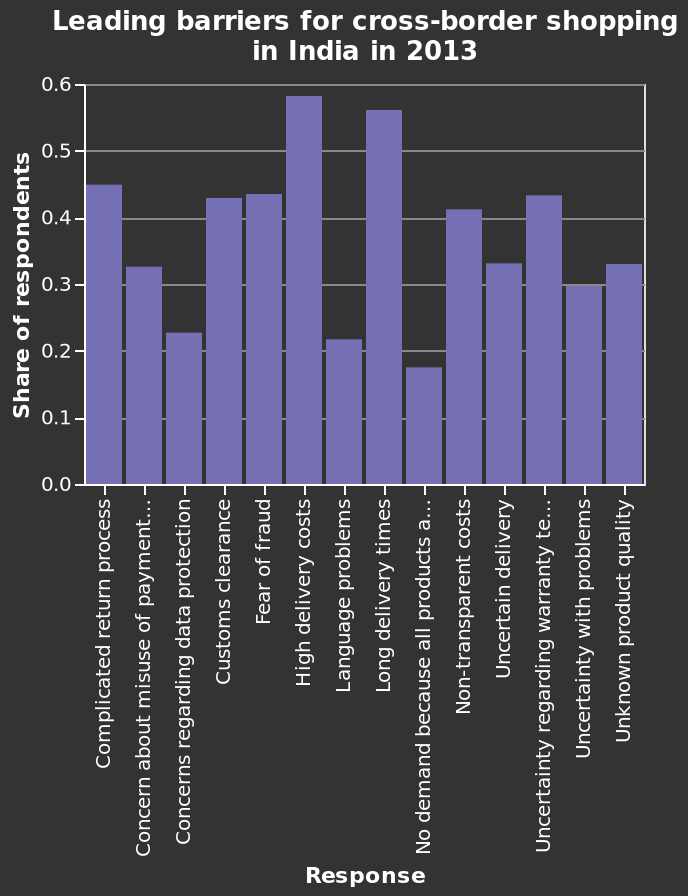 Leading barriers for cross-border shopping
in India in 2013
Share of respondents
0.6
0.5
0.4
0.3
0.2
0.1
0.0
Complicated return process
Concern about misuse of payment…
Concerns regarding data protection
Customs clearance
Fear of fraud
High delivery costs
Language problems
Long delivery times
No demand because all products a…
Non-transparent costs
Uncertain delivery
Uncertainty regarding warranty te…
Uncertainty with problems
Unknown product quality
Response